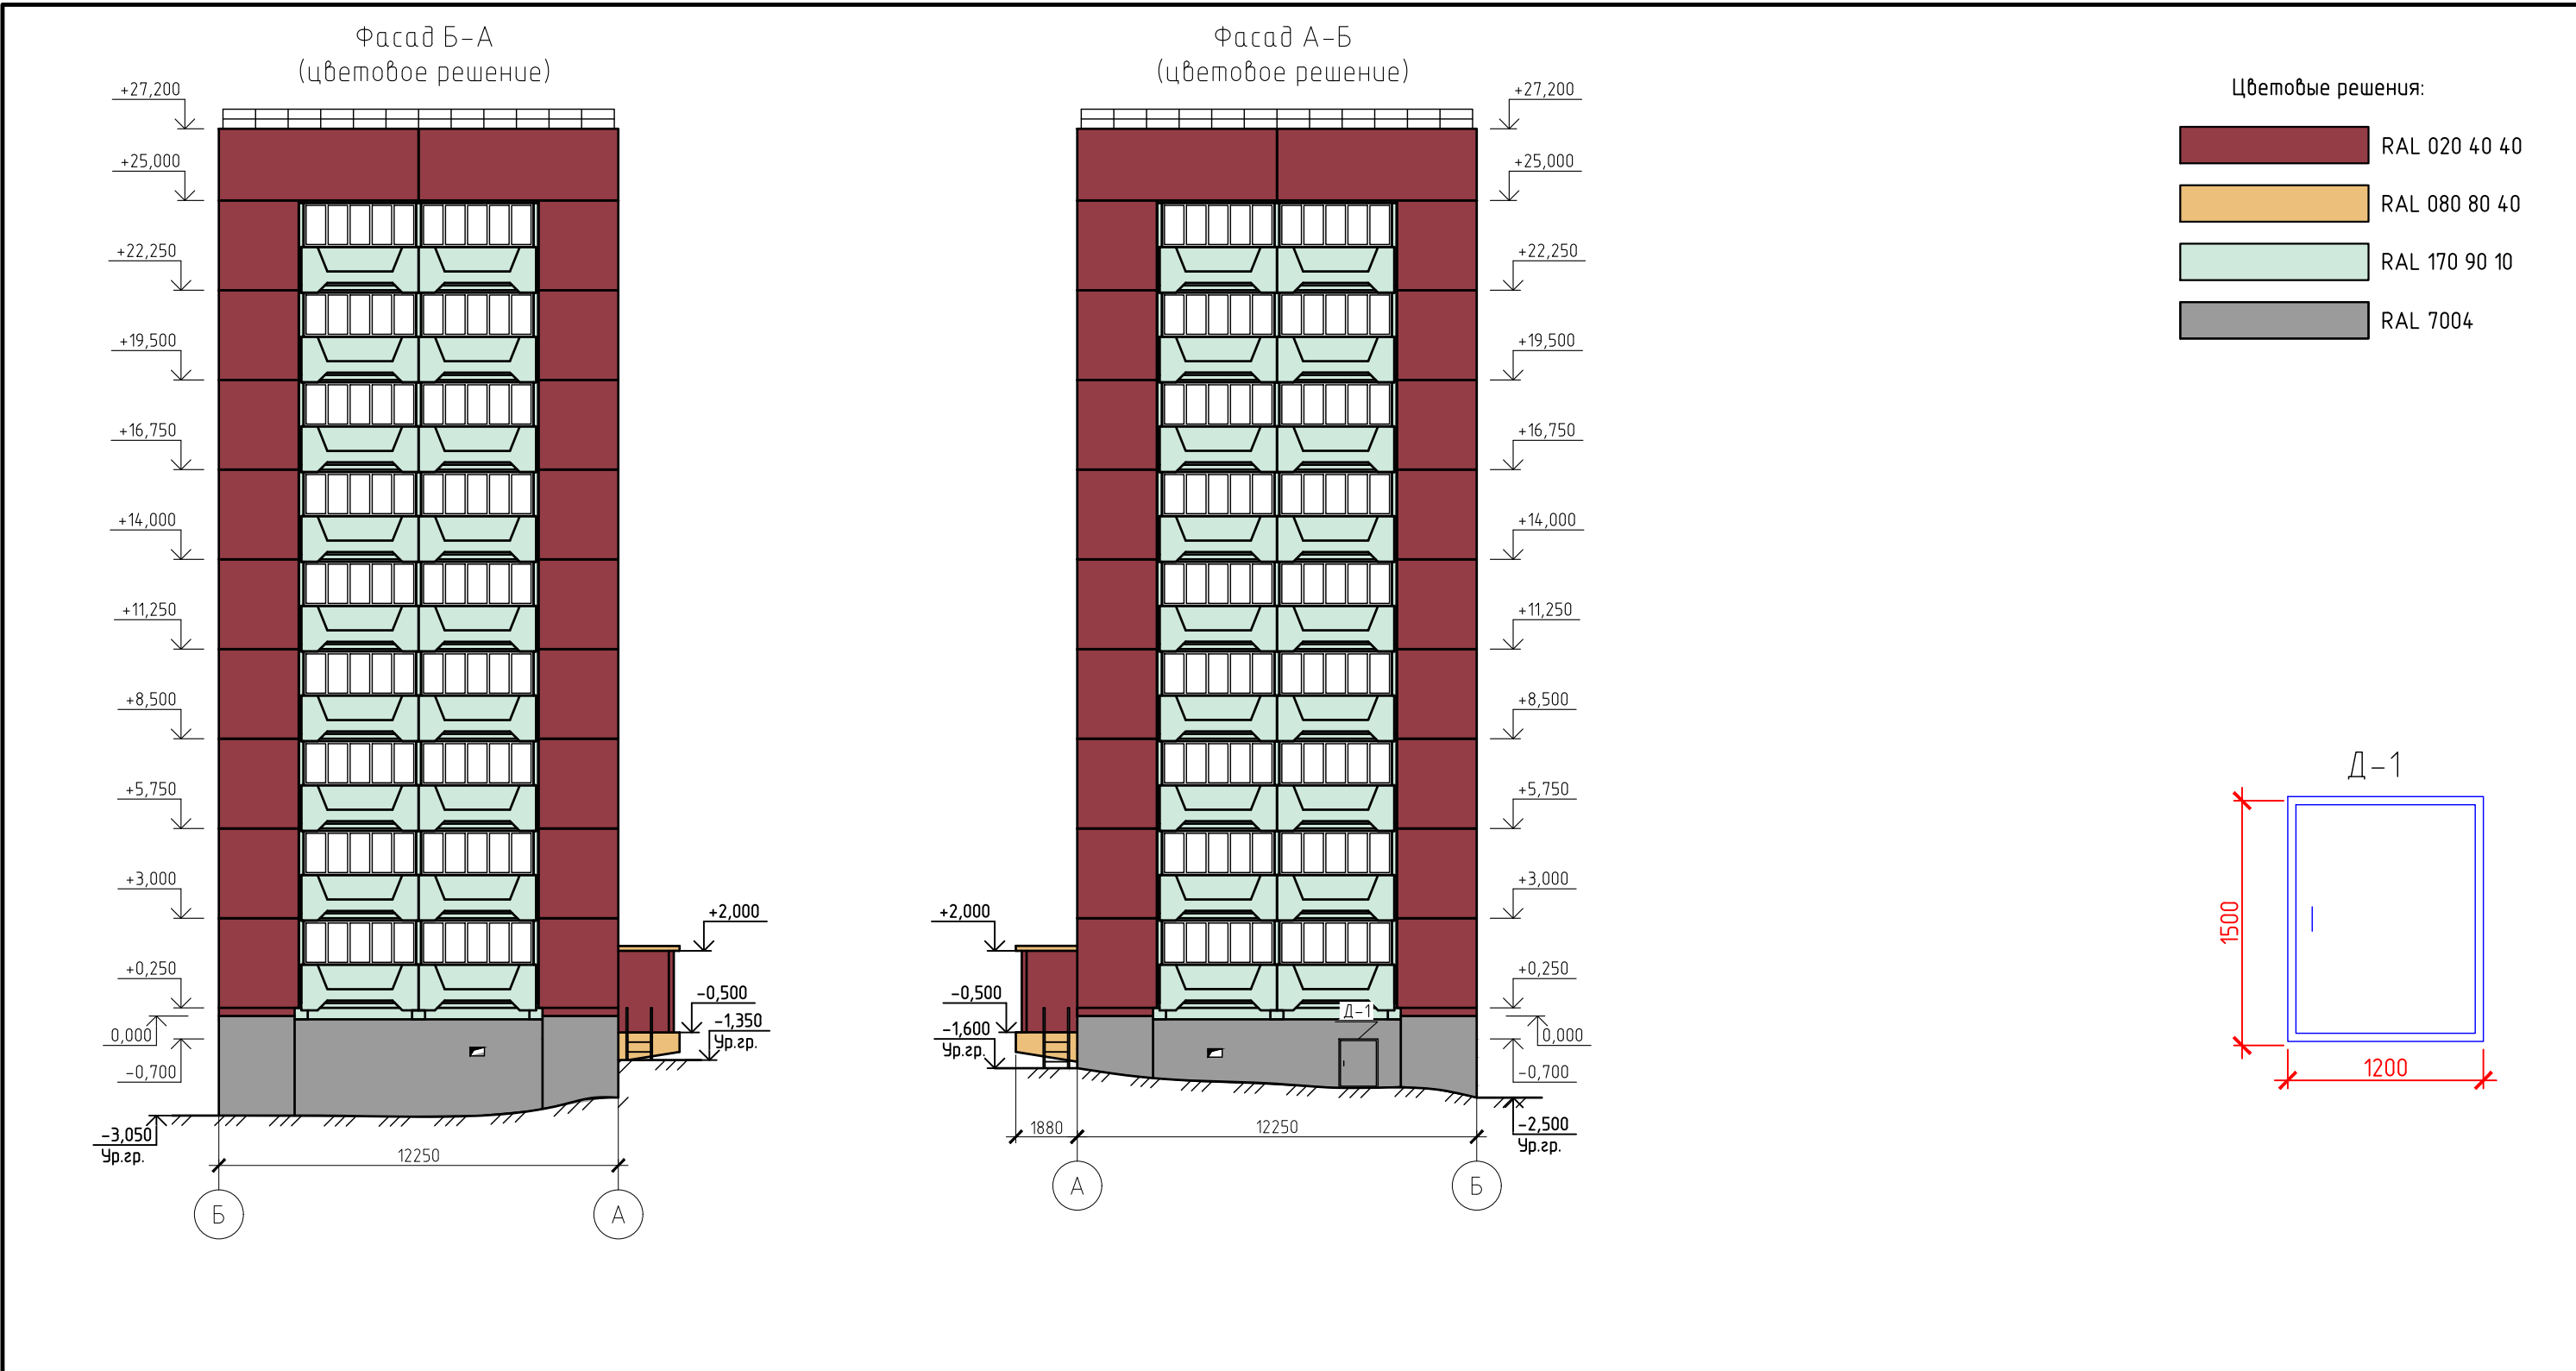 Фасад Б-А
(цветовое решение)
+27,200
+25,000
+22,250
+19,500
+16,750
+14,000
+11,250
+8,500
+5,750
+3,000
+0,250
0,000
-0,700
-3,050
Ур.гр.
+2,000
-0,500
-1,350
Ур.гр.
12250
Б
А
Фасад А-Б
(цветовое решение)
+2,000
-0,500
-1,600
Ур.гр.
Д-1
+27,200
+25,000
+22,250
+19,500
+16,750
+14,000
+11,250
+8,500
+5,750
+3,000
+0,250
0,000
-0,700
-2,500
Ур.гр.
1880
12250
А
Б
Цветовые решения:
RAL 020 40 40
RAL 080 80 40
RAL 170 90 10
RAL 7004
Д-1
1500
1200